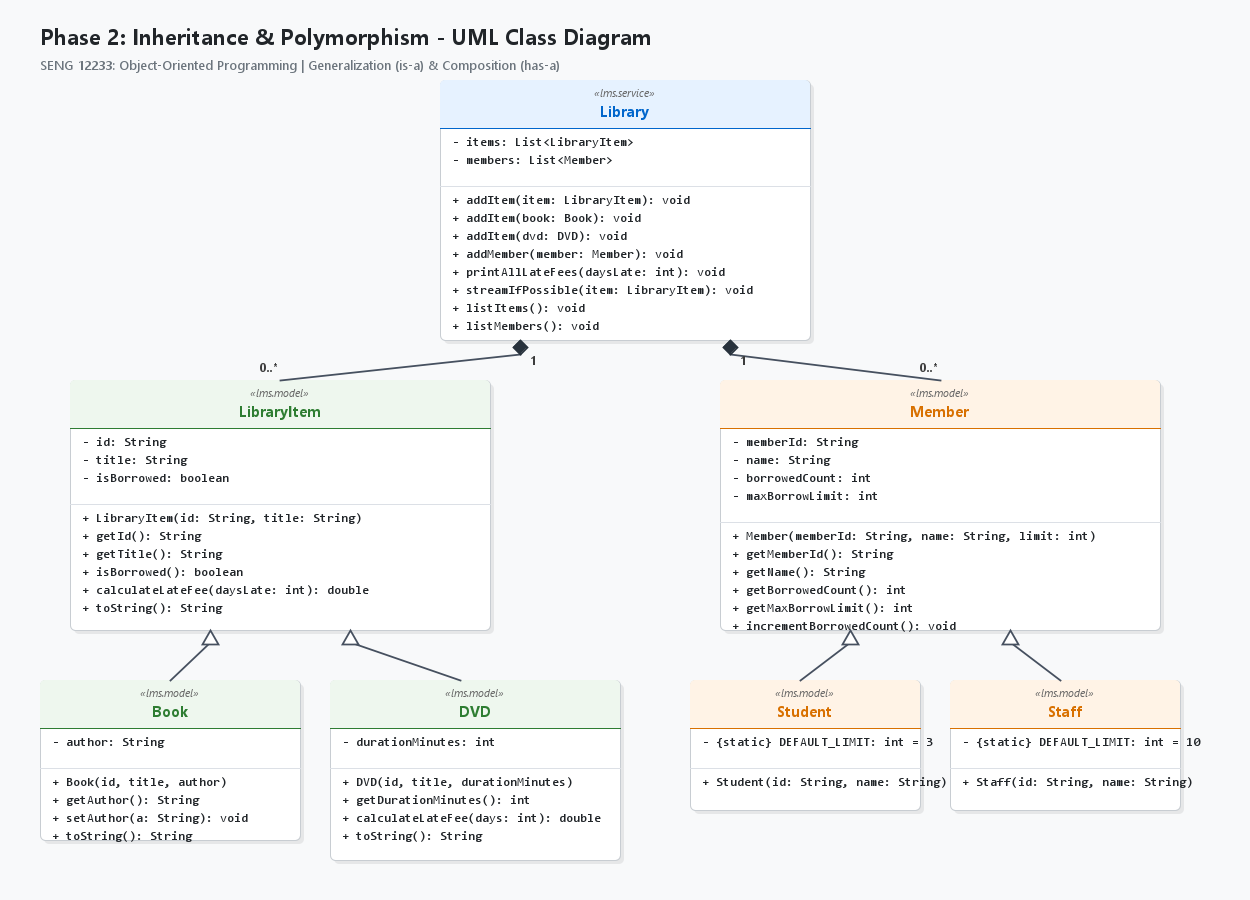 Phase 2: Inheritance & Polymorphism - UML Class Diagram
SENG 12233: Object-Oriented Programming | Generalization (is-a) & Composition (has-a)
«lms.service»
Library
- items: List<LibraryItem>
- members: List<Member>
+ addItem(item: LibraryItem): void
+ addItem(book: Book): void
+ addItem(dvd: DVD): void
+ addMember(member: Member): void
+ printAllLateFees(daysLate: int): void
+ streamIfPossible(item: LibraryItem): void
+ listItems(): void
+ listMembers(): void
0..*
1
1
0..*
«lms.model»
LibraryItem
- id: String
- title: String
- isBorrowed: boolean
+ LibraryItem(id: String, title: String)
+ getId(): String
+ getTitle(): String
+ isBorrowed(): boolean
+ calculateLateFee(daysLate: int): double
+ toString(): String
«lms.model»
Member
- memberId: String
- name: String
- borrowedCount: int
- maxBorrowLimit: int
+ Member(memberId: String, name: String, limit: int)
+ getMemberId(): String
+ getName(): String
+ getBorrowedCount(): int
+ getMaxBorrowLimit(): int
+ incrementBorrowedCount(): void
«lms.model»
Book
- author: String
+ Book(id, title, author)
+ getAuthor(): String
+ setAuthor(a: String): void
+ toString(): String
«lms.model»
DVD
- durationMinutes: int
+ DVD(id, title, durationMinutes)
+ getDurationMinutes(): int
+ calculateLateFee(days: int): double
+ toString(): String
«lms.model»
Student
- {static} DEFAULT_LIMIT: int = 3
+ Student(id: String, name: String)
«lms.model»
Staff
- {static} DEFAULT_LIMIT: int = 10
+ Staff(id: String, name: String)